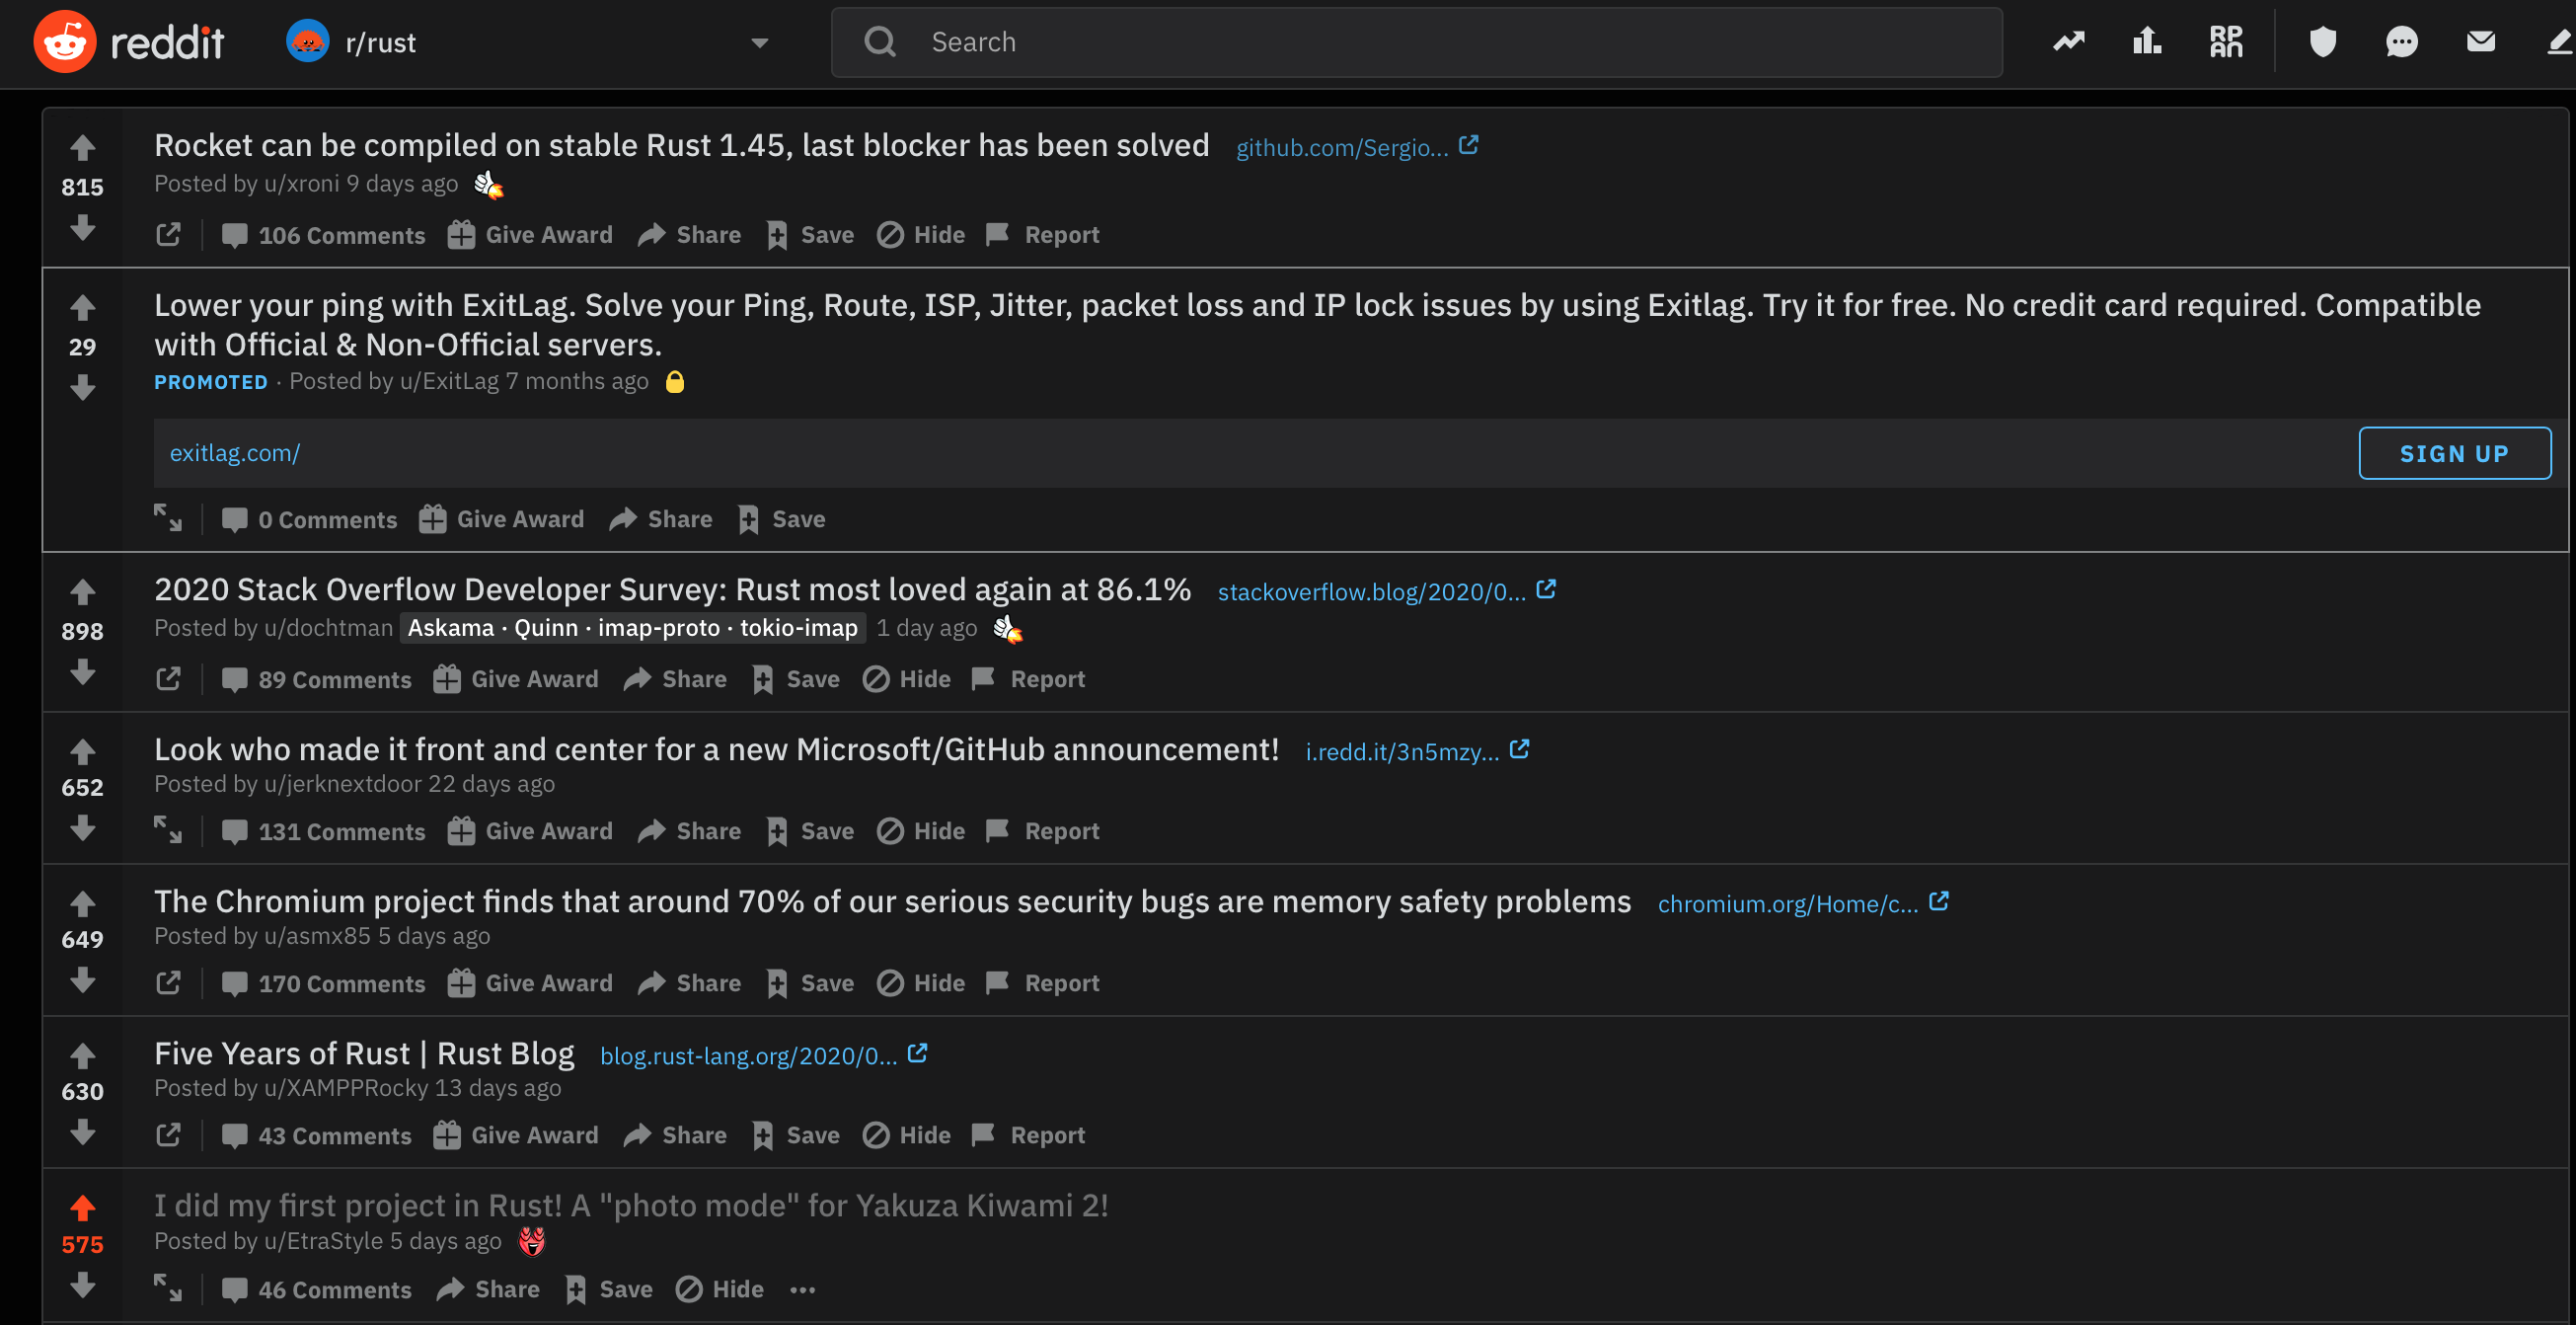 reddit r/rust Search RPAN
Rocket can be compiled on stable Rust 1.45, last blocker has been solved github.com/Sergio...
815
Posted by u/xroni 9 days ago
106 Comments Give Award Share Save Hide Report
Lower your ping with ExitLag. Solve your Ping, Route, ISP, Jitter, packet loss and IP lock issues by using Exitlag. Try it for free. No credit card required. Compatible
29
with Official & Non-Official servers.
PROMOTED · Posted by u/ExitLag 7 months ago
exitlag.com/ SIGN UP
0 Comments Give Award Share Save
2020 Stack Overflow Developer Survey: Rust most loved again at 86.1% stackoverflow.blog/2020/0...
898
Posted by u/dochtman Askama · Quinn · imap-proto · tokio-imap 1 day ago
89 Comments Give Award Share Save Hide Report
Look who made it front and center for a new Microsoft/GitHub announcement! i.redd.it/3n5mzy...
652
Posted by u/jerknextdoor 22 days ago
131 Comments Give Award Share Save Hide Report
The Chromium project finds that around 70% of our serious security bugs are memory safety problems chromium.org/Home/c...
649
Posted by u/asmx85 5 days ago
170 Comments Give Award Share Save Hide Report
Five Years of Rust | Rust Blog blog.rust-lang.org/2020/0...
630
Posted by u/XAMPPRocky 13 days ago
43 Comments Give Award Share Save Hide Report
I did my first project in Rust! A "photo mode" for Yakuza Kiwami 2!
575
Posted by u/EtraStyle 5 days ago
46 Comments Share Save Hide ...